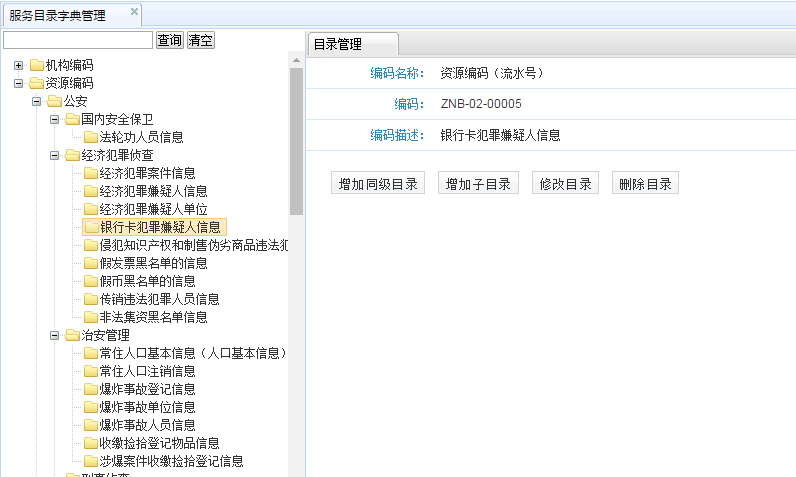 服务目录字典管理
查询 清空
机构编码
资源编码
公安
国内安全保卫
法轮功人员信息
经济犯罪侦查
经济犯罪案件信息
经济犯罪嫌疑人信息
经济犯罪嫌疑人单位
银行卡犯罪嫌疑人信息
侵犯知识产权和制售伪劣商品违法犯
假发票黑名单的信息
假币黑名单的信息
传销违法犯罪人员信息
非法集资黑名单信息
治安管理
常住人口基本信息（人口基本信息）
常住人口注销信息
爆炸事故登记信息
爆炸事故单位信息
爆炸事故人员信息
收缴捡拾登记物品信息
涉爆案件收缴捡拾登记信息
目录管理
编码名称： 资源编码（流水号）
编码： ZNB-02-00005
编码描述： 银行卡犯罪嫌疑人信息
增加同级目录 增加子目录 修改目录 删除目录